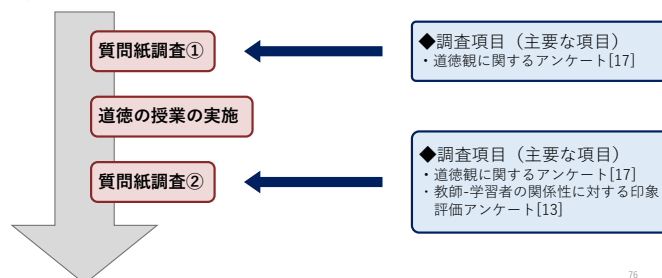 質問紙調査①
◆調査項目（主要な項目）
・道徳観に関するアンケート[17]
道徳の授業の実施
質問紙調査②
◆調査項目（主要な項目）
・道徳観に関するアンケート[17]
・教師-学習者の関係性に対する印象
評価アンケート[13]
76